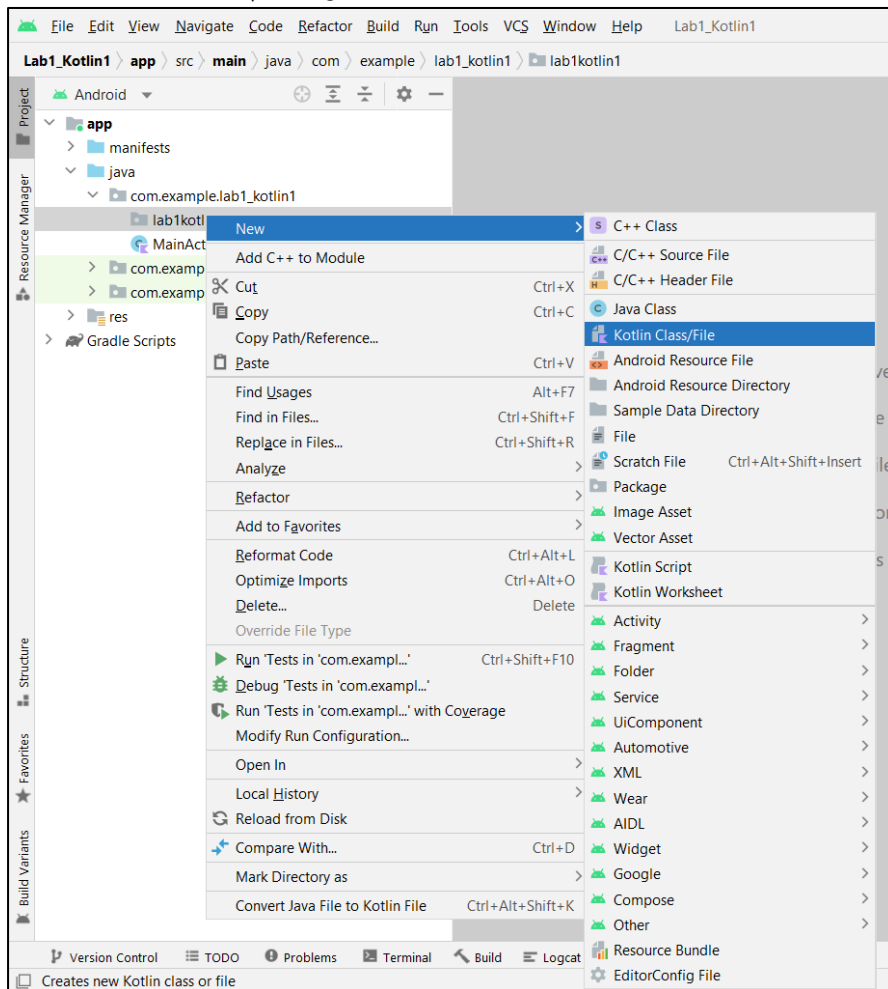 File Edit View Navigate Code Refactor Build Run Tools VCS Window Help Lab1_Kotlin1
Lab1_Kotlin1 app src main java com example lab1_kotlin1 lab1kotlin1
Project
Resource Manager
Structure
Favorites
Build Variants
Android
app
manifests
java
com.example.lab1_kotlin1
lab1kotl
MainAct
com.examp
com.examp
res
Gradle Scripts
New
Add C++ to Module
Cut Ctrl+X
Copy Ctrl+C
Copy Path/Reference...
Paste Ctrl+V
Find Usages Alt+F7
Find in Files... Ctrl+Shift+F
Replace in Files... Ctrl+Shift+R
Analyze
Refactor
Add to Favorites
Reformat Code Ctrl+Alt+L
Optimize Imports Ctrl+Alt+O
Delete... Delete
Override File Type
Run 'Tests in 'com.exampl...' Ctrl+Shift+F10
Debug 'Tests in 'com.exampl...'
Run 'Tests in 'com.exampl...' with Coverage
Modify Run Configuration...
Open In
Local History
Reload from Disk
Compare With... Ctrl+D
Mark Directory as
Convert Java File to Kotlin File Ctrl+Alt+Shift+K
C++ Class
C/C++ Source File
C/C++ Header File
Java Class
Kotlin Class/File
Android Resource File
Android Resource Directory
Sample Data Directory
File
Scratch File Ctrl+Alt+Shift+Insert
Package
Image Asset
Vector Asset
Kotlin Script
Kotlin Worksheet
Activity
Fragment
Folder
Service
UiComponent
Automotive
XML
Wear
AIDL
Widget
Google
Compose
Other
Resource Bundle
EditorConfig File
Version Control TODO Problems Terminal Build Logcat
Creates new Kotlin class or file